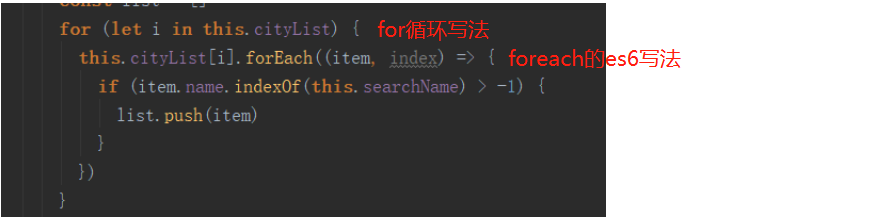 const list = []
for (let i in this.cityList) { for循环写法
this.cityList[i].forEach((item, index) => { foreach的es6写法
if (item.name.indexOf(this.searchName) > -1) {
list.push(item)
}
})
}